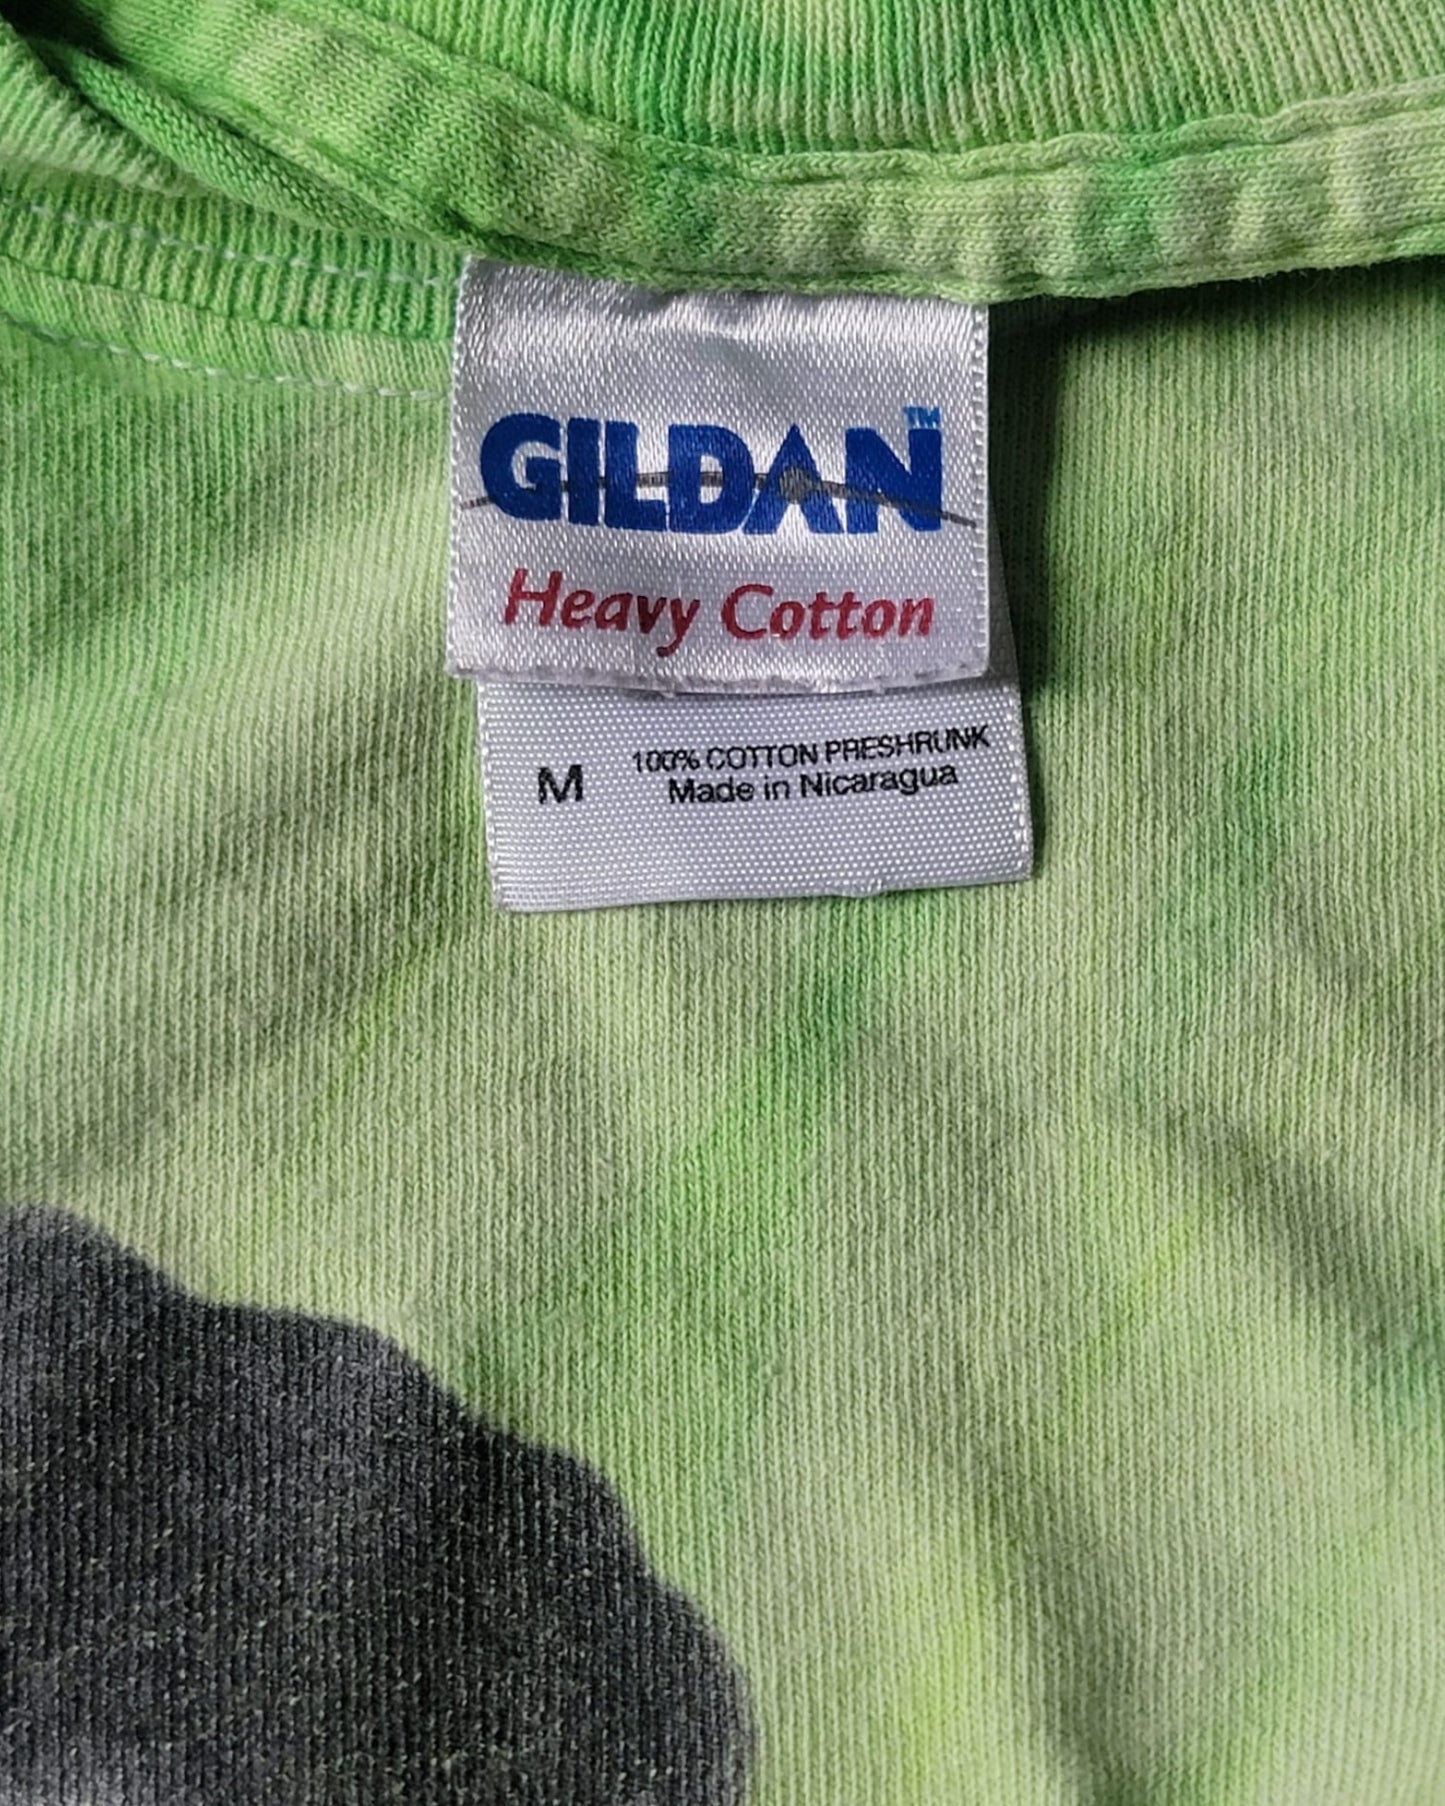 GILDAN™
Heavy Cotton
M
100% COTTON PRESHRUNK
Made in Nicaragua